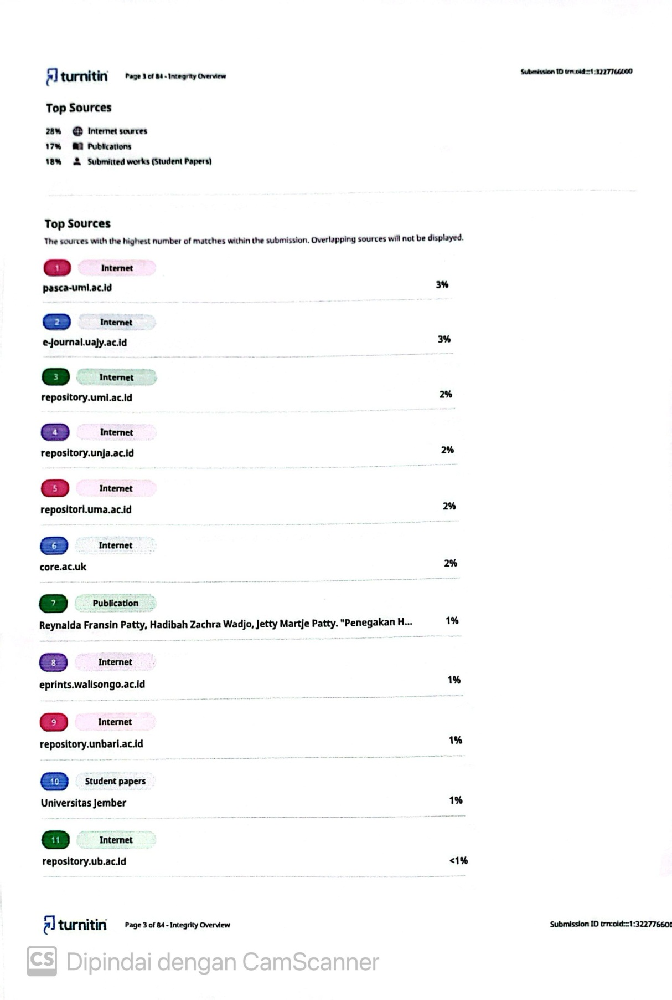 turnitin Page 3 of 84 - Integrity Overview Submission ID trn:oid:::1:3227766000
Top Sources
28% Internet sources
17% Publications
18% Submitted works (Student Papers)
Top Sources
The sources with the highest number of matches within the submission. Overlapping sources will not be displayed.
1 Internet
pasca-umi.ac.id 3%
2 Internet
e-journal.uajy.ac.id 3%
3 Internet
repository.umi.ac.id 2%
4 Internet
repository.unja.ac.id 2%
5 Internet
repositori.uma.ac.id 2%
6 Internet
core.ac.uk 2%
7 Publication
Reynalda Fransin Patty, Hadibah Zachra Wadjo, Jetty Martje Patty. "Penegakan H... 1%
8 Internet
eprints.walisongo.ac.id 1%
9 Internet
repository.unbari.ac.id 1%
10 Student papers
Universitas Jember 1%
11 Internet
repository.ub.ac.id <1%
turnitin Page 3 of 84 - Integrity Overview Submission ID trn:oid:::1:322776600
CS Dipindai dengan CamScanner